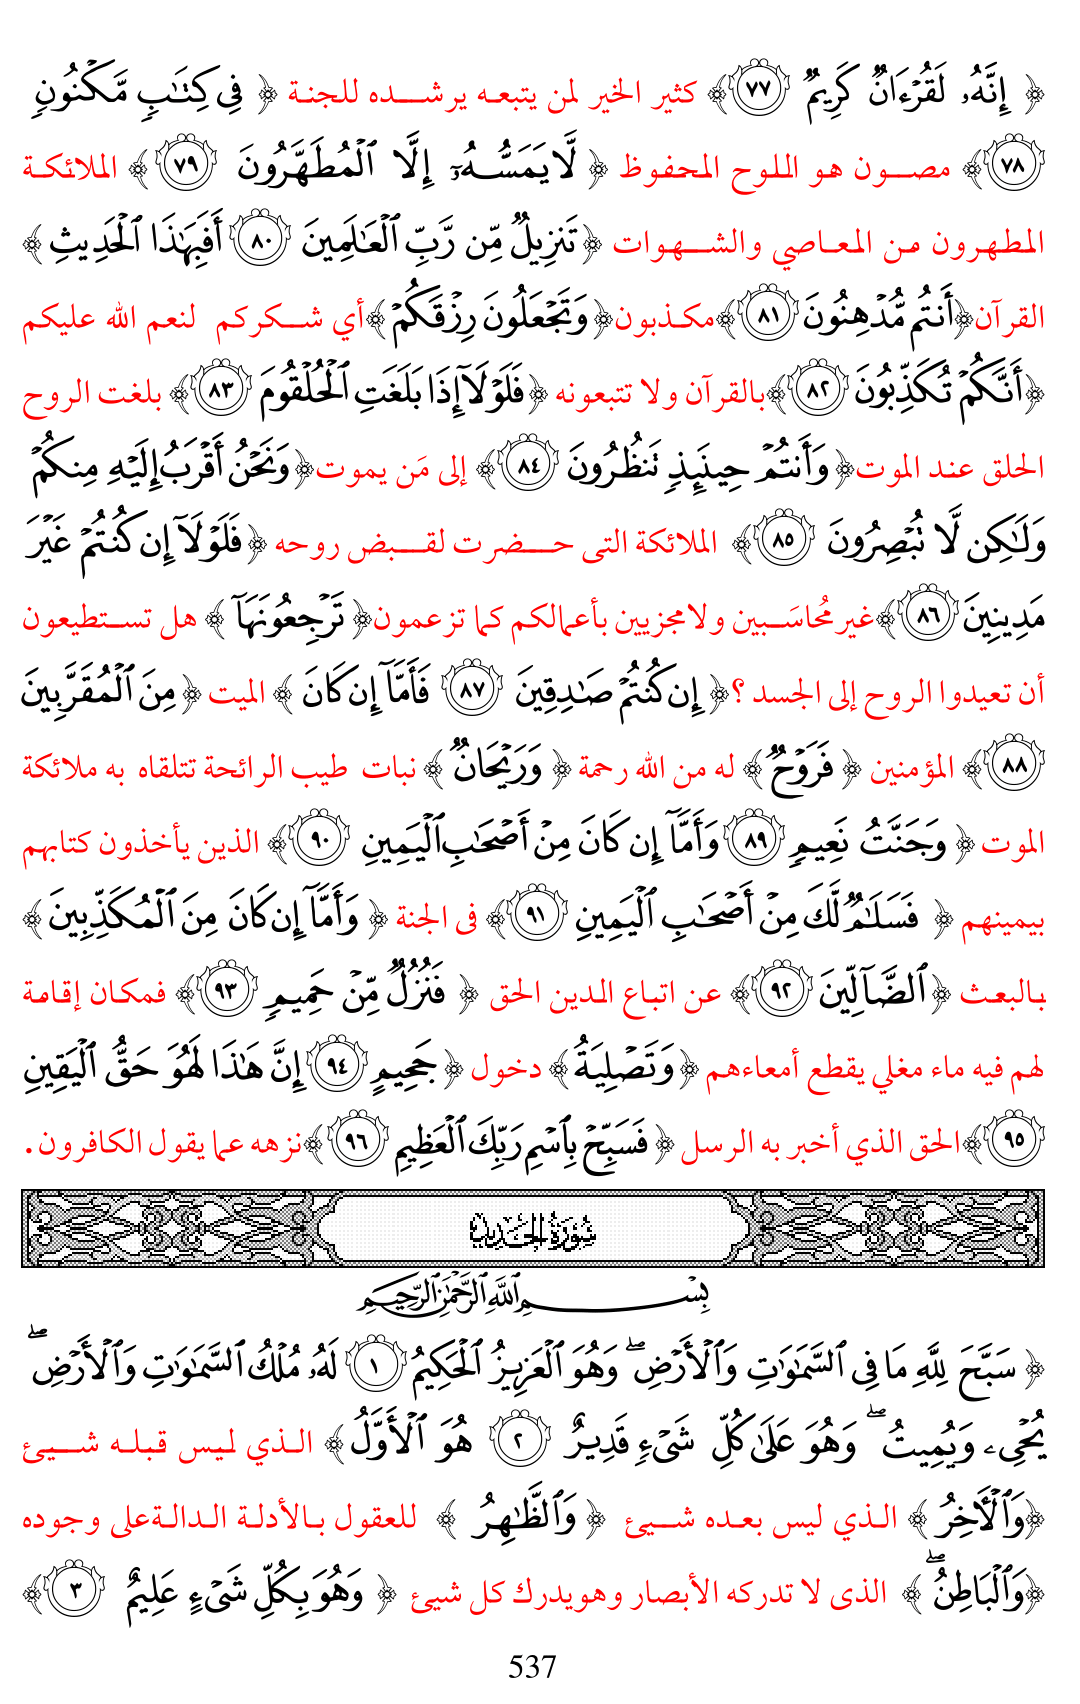 ﴿ إِنَّهُۥ لَقُرْءَانٌ كَرِيمٌ ٧٧﴾ كثير الخير لمن يتبعه يرشده للجنة ﴿ فِى كِتَٰبٍ مَّكْنُونٍ
٧٨﴾ مصون هو اللوح المحفوظ ﴿ لَّا يَمَسُّهُۥٓ إِلَّا ٱلْمُطَهَّرُونَ ٧٩﴾ الملائكة
المطهرون من المعاصي والشهوات ﴿ تَنزِيلٌ مِّن رَّبِّ ٱلْعَٰلَمِينَ ٨٠ أَفَبِهَٰذَا ٱلْحَدِيثِ ﴾
القرآن﴿أَنتُم مُّدْهِنُونَ ٨١﴾مكذبون﴿وَتَجْعَلُونَ رِزْقَكُمْ﴾أي شكركم لنعم الله عليكم
﴿أَنَّكُمْ تُكَذِّبُونَ ٨٢﴾بالقرآن ولا تتبعونه ﴿فَلَوْلَآ إِذَا بَلَغَتِ ٱلْحُلْقُومَ ٨٣﴾ بلغت الروح
الحلق عند الموت﴿وَأَنتُمْ حِينَئِذٍ تَنظُرُونَ ٨٤﴾ إلى مَن يموت﴿وَنَحْنُ أَقْرَبُ إِلَيْهِ مِنكُمْ
وَلَٰكِن لَّا تُبْصِرُونَ ٨٥﴾ الملائكة التى حضرت لقبض روحه ﴿فَلَوْلَآ إِن كُنتُمْ غَيْرَ
مَدِينِينَ ٨٦﴾غير مُحاسَبين ولامجزيين بأعمالكم كما تزعمون﴿ تَرْجِعُونَهَآ ﴾ هل تستطيعون
أن تعيدوا الروح إلى الجسد ؟﴿ إِن كُنتُمْ صَٰدِقِينَ ٨٧ فَأَمَّآ إِن كَانَ ﴾ الميت ﴿ مِنَ ٱلْمُقَرَّبِينَ
٨٨﴾ المؤمنين ﴿ فَرَوْحٌ ﴾ له من الله رحمة ﴿ وَرَيْحَانٌ ﴾ نبات طيب الرائحة تتلقاه به ملائكة
الموت ﴿ وَجَنَّتُ نَعِيمٍ ٨٩ وَأَمَّآ إِن كَانَ مِنْ أَصْحَٰبِ ٱلْيَمِينِ ٩٠﴾ الذين يأخذون كتابهم
بيمينهم ﴿ فَسَلَٰمٌ لَّكَ مِنْ أَصْحَٰبِ ٱلْيَمِينِ ٩١﴾ فى الجنة ﴿ وَأَمَّآ إِن كَانَ مِنَ ٱلْمُكَذِّبِينَ ﴾
بالبعث ﴿ٱلضَّآلِّينَ ٩٢﴾ عن اتباع الدين الحق ﴿ فَنُزُلٌ مِّنْ حَمِيمٍ ٩٣﴾ فمكان إقامة
لهم فيه ماء مغلي يقطع أمعاءهم ﴿وَتَصْلِيَةُ﴾ دخول ﴿جَحِيمٍ ٩٤ إِنَّ هَٰذَا لَهُوَ حَقُّ ٱلْيَقِينِ
٩٥﴾الحق الذي أخبر به الرسل ﴿ فَسَبِّحْ بِٱسْمِ رَبِّكَ ٱلْعَظِيمِ ٩٦﴾نزهه عما يقول الكافرون.
سورة الحديد
بِسْمِ ٱللَّهِ ٱلرَّحْمَٰنِ ٱلرَّحِيمِ
﴿ سَبَّحَ لِلَّهِ مَا فِى ٱلسَّمَٰوَٰتِ وَٱلْأَرْضِ ۖ وَهُوَ ٱلْعَزِيزُ ٱلْحَكِيمُ ١ لَهُۥ مُلْكُ ٱلسَّمَٰوَٰتِ وَٱلْأَرْضِ ۖ
يُحْىِۦ وَيُمِيتُ ۖ وَهُوَ عَلَىٰ كُلِّ شَىْءٍ قَدِيرٌ ٢ هُوَ ٱلْأَوَّلُ ﴾ الذي ليس قبله شيئ
﴿وَٱلْـَٔاخِرُ ﴾ الذي ليس بعده شيئ ﴿ وَٱلظَّٰهِرُ ﴾ للعقول بالأدلة الدالةعلى وجوده
﴿وَٱلْبَاطِنُ ۖ ﴾ الذى لا تدركه الأبصار وهويدرك كل شيئ ﴿ وَهُوَ بِكُلِّ شَىْءٍ عَلِيمٌ ٣﴾
537